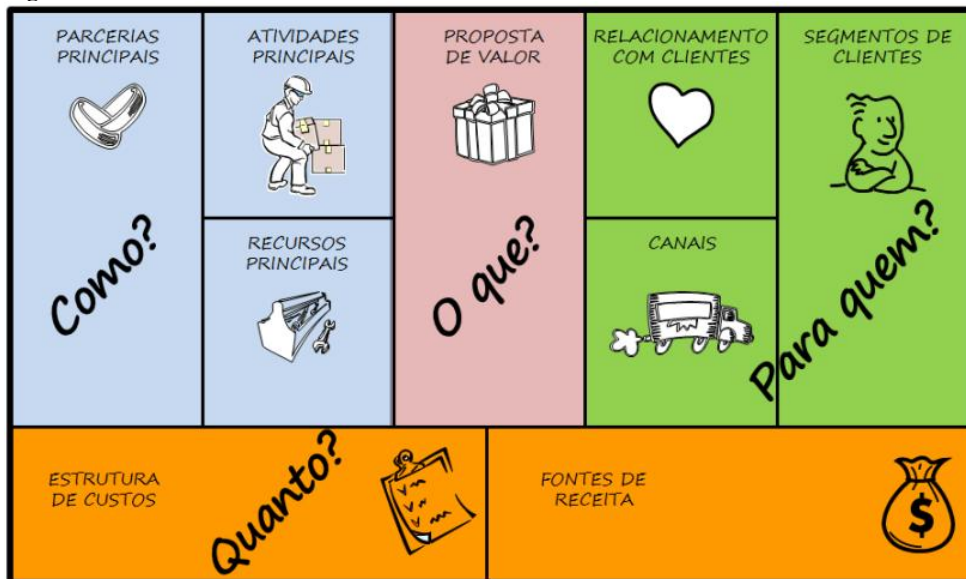 PARCERIAS
PRINCIPAIS
Como?
ATIVIDADES
PRINCIPAIS
RECURSOS
PRINCIPAIS
PROPOSTA
DE VALOR
O que?
RELACIONAMENTO
COM CLIENTES
CANAIS
SEGMENTOS DE
CLIENTES
Para quem?
ESTRUTURA
DE CUSTOS
Quanto?
FONTES DE
RECEITA
$